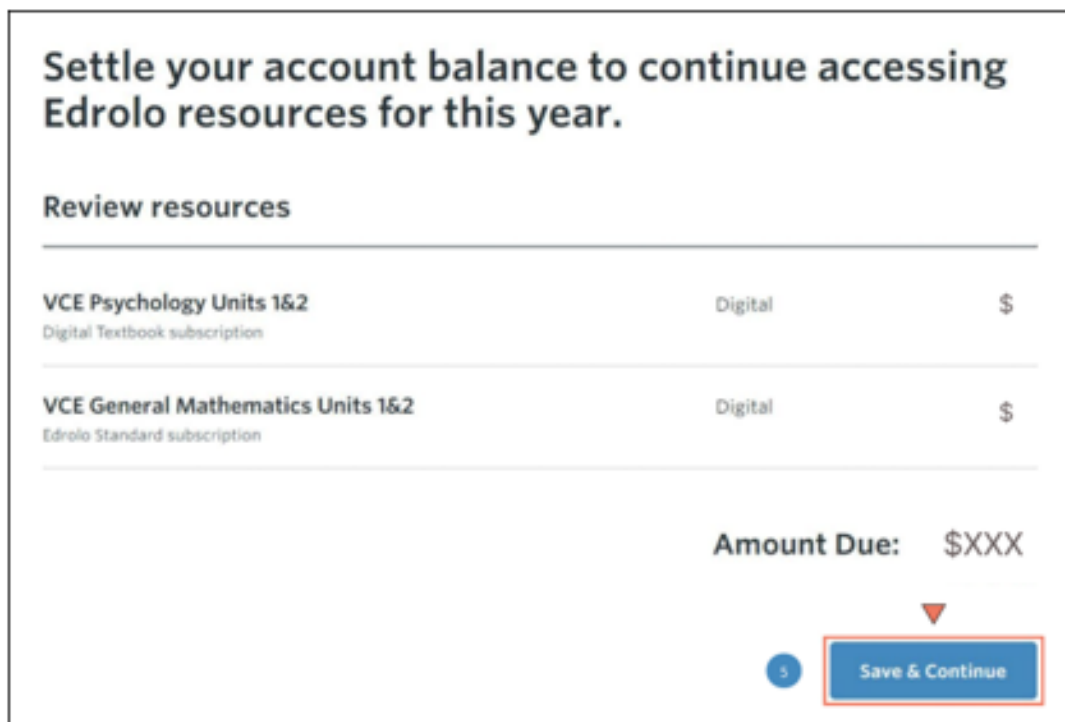 Settle your account balance to continue accessing
Edrolo resources for this year.
Review resources
VCE Psychology Units 1&2 Digital $
Digital Textbook subscription
VCE General Mathematics Units 1&2 Digital $
Edrolo Standard subscription
Amount Due: $XXX
5 Save & Continue